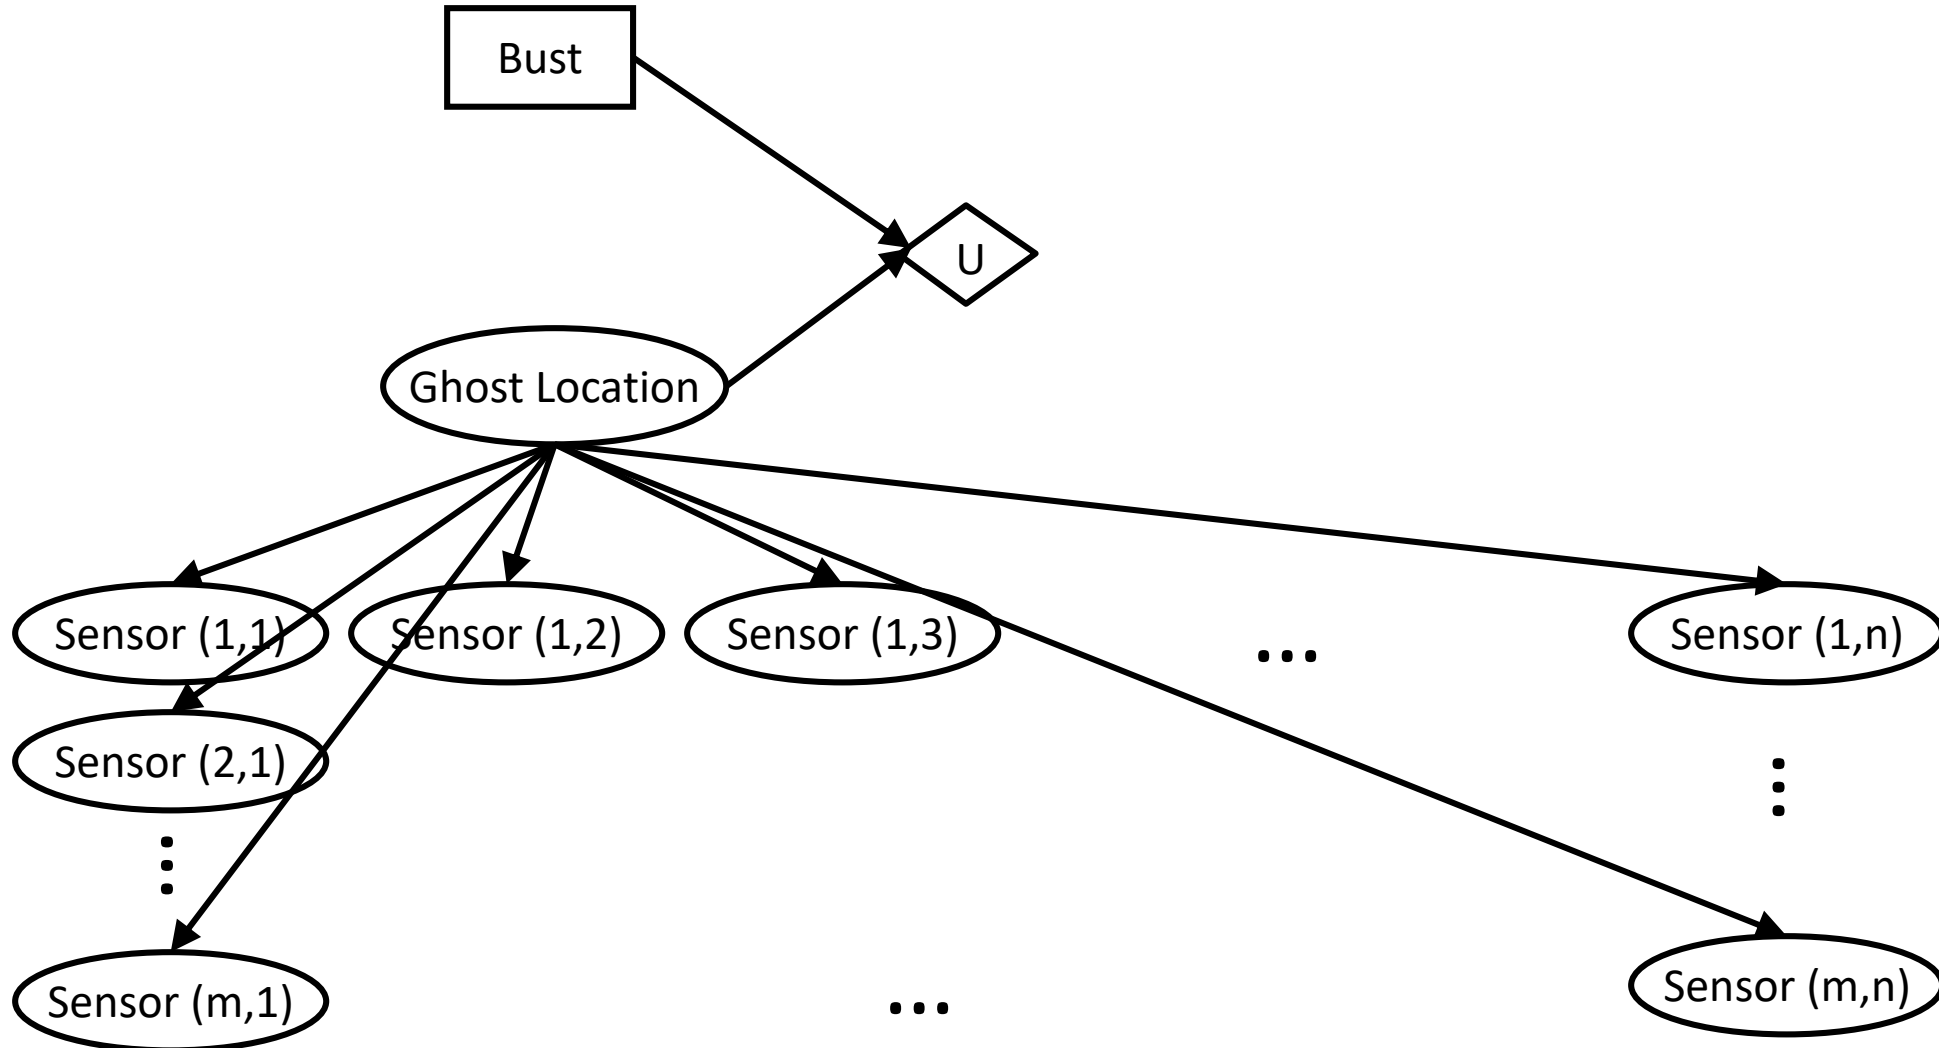 Bust
U
Ghost Location
Sensor (1,1)
Sensor (1,2)
Sensor (1,3)
...
Sensor (1,n)
Sensor (2,1)
...
...
Sensor (m,1)
...
Sensor (m,n)